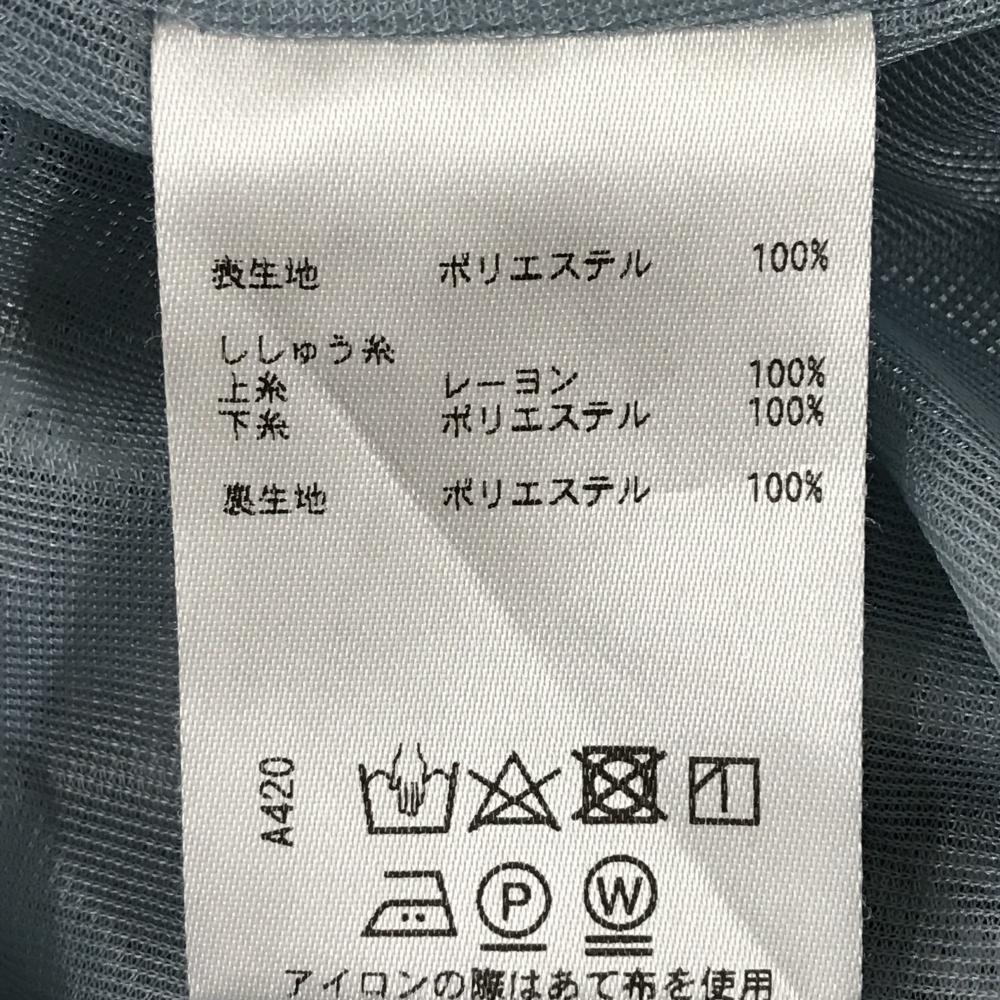 表生地 ポリエステル 100%
ししゅう糸
上糸 レーヨン 100%
下糸 ポリエステル 100%
裏生地 ポリエステル 100%
A420
P W
アイロンの際はあて布を使用